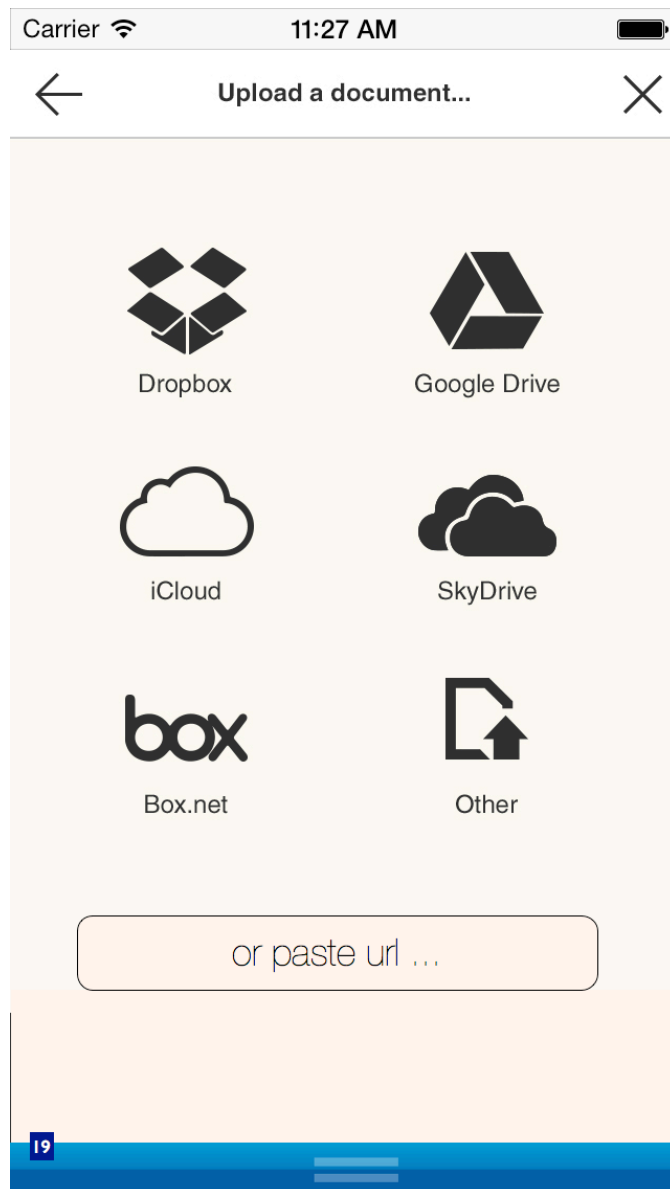 Carrier 11:27 AM
Upload a document...
Dropbox Google Drive
iCloud SkyDrive
box
Box.net Other
or paste url ...
19